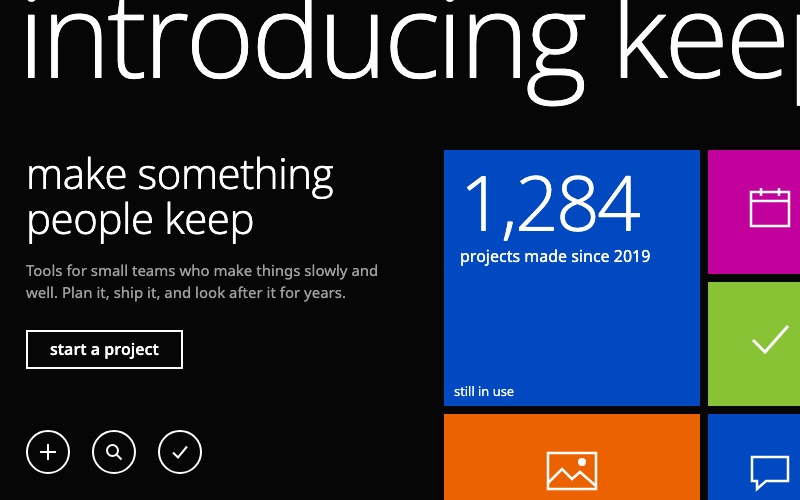 introducing keep
make something
people keep
Tools for small teams who make things slowly and
well. Plan it, ship it, and look after it for years.
start a project
1,284
projects made since 2019
still in use